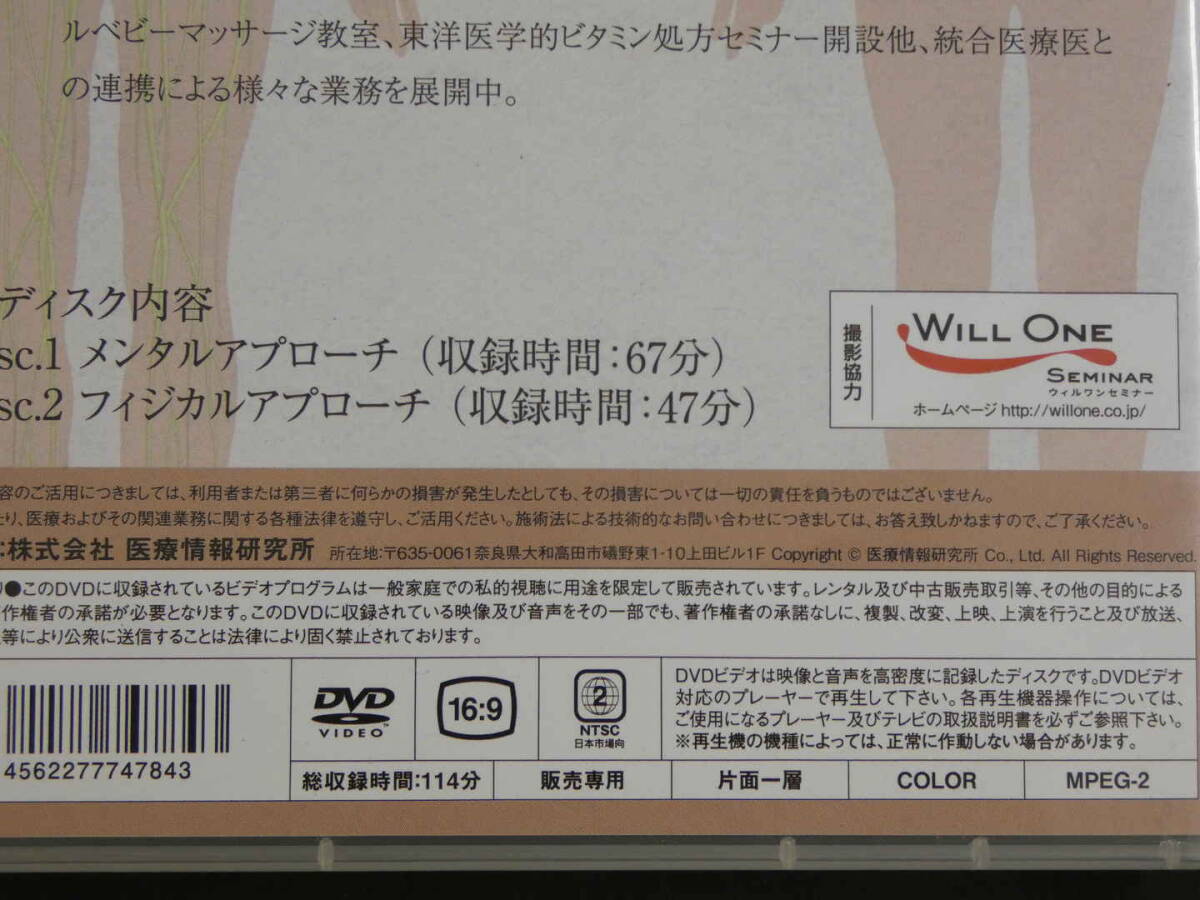 ルベビーマッサージ教室、東洋医学的ビタミン処方セミナー開設他、統合医療医と
の連携による様々な業務を展開中。
ディスク内容
sc.1 メンタルアプローチ（収録時間：67分）
sc.2 フィジカルアプローチ（収録時間：47分）
撮影協力
WILL ONE
SEMINAR
ウィルワンセミナー
ホームページ http://willone.co.jp/
容のご活用につきましては、利用者または第三者に何らかの損害が発生したとしても、その損害については一切の責任を負うものではございません。
たり、医療およびその関連業務に関する各種法律を遵守し、ご活用ください。施術法による技術的なお問い合わせにつきましては、お答え致しかねますので、ご了承ください。
：株式会社 医療情報研究所 所在地：〒635-0061奈良県大和高田市礒野東1-10上田ビル1F Copyright © 医療情報研究所 Co., Ltd. All Rights Reserved.
り●このDVDに収録されているビデオプログラムは一般家庭での私的視聴に用途を限定して販売されています。レンタル及び中古販売取引等、その他の目的による
作権者の承諾が必要となります。このDVDに収録されている映像及び音声をその一部でも、著作権者の承諾なしに、複製、改変、上映、上演を行うこと及び放送、
等により公衆に送信することは法律により固く禁止されております。
4562277747843
DVD
VIDEO
16:9
2
NTSC
日本市場向
DVDビデオは映像と音声を高密度に記録したディスクです。DVDビデオ
対応のプレーヤーで再生して下さい。各再生機器操作については、
ご使用になるプレーヤー及びテレビの取扱説明書を必ずご参照下さい。
※再生機の機種によっては、正常に作動しない場合があります。
総収録時間：114分
販売専用
片面一層
COLOR
MPEG-2